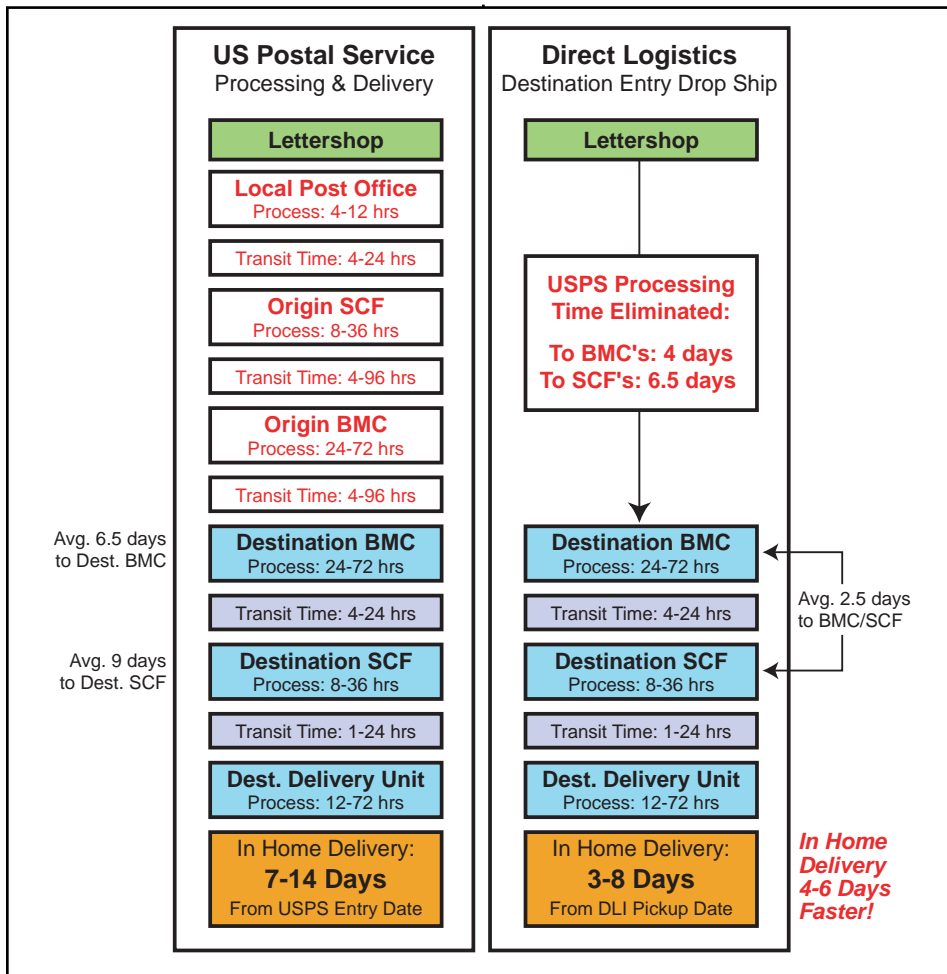 US Postal Service
Processing & Delivery
Lettershop
Local Post Office
Process: 4-12 hrs
Transit Time: 4-24 hrs
Origin SCF
Process: 8-36 hrs
Transit Time: 4-96 hrs
Origin BMC
Process: 24-72 hrs
Transit Time: 4-96 hrs
Avg. 6.5 days
to Dest. BMC
Destination BMC
Process: 24-72 hrs
Transit Time: 4-24 hrs
Avg. 9 days
to Dest. SCF
Destination SCF
Process: 8-36 hrs
Transit Time: 1-24 hrs
Dest. Delivery Unit
Process: 12-72 hrs
In Home Delivery:
7-14 Days
From USPS Entry Date
Direct Logistics
Destination Entry Drop Ship
Lettershop
USPS Processing
Time Eliminated:
To BMC's: 4 days
To SCF's: 6.5 days
Destination BMC
Process: 24-72 hrs
Transit Time: 4-24 hrs
Avg. 2.5 days
to BMC/SCF
Destination SCF
Process: 8-36 hrs
Transit Time: 1-24 hrs
Dest. Delivery Unit
Process: 12-72 hrs
In Home Delivery:
3-8 Days
From DLI Pickup Date
In Home
Delivery
4-6 Days
Faster!